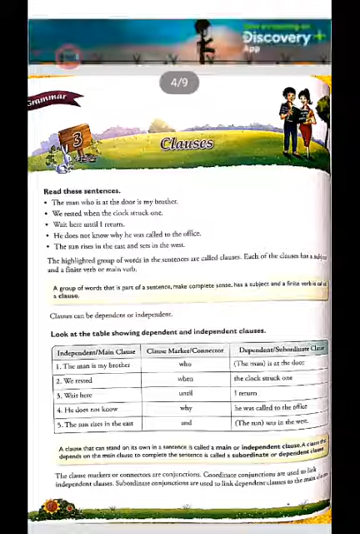 Discovery +
App
4/9
Grammar
3
Clauses
Read these sentences.
• The man who is at the door is my brother.
• We rested when the clock struck one.
• Wait here until I return.
• He does not know why he was called to the office.
• The sun rises in the east and sets in the west.
The highlighted group of words in the sentences are called clauses. Each of the clauses has a subject
and a finite verb or main verb.
A group of words that is part of a sentence, make complete sense, has a subject and a finite verb is called
a clause.
Clauses can be dependent or independent.
Look at the table showing dependent and independent clauses.
Independent/Main Clause Clause Marker/Connector Dependent/Subordinate Clause
1. The man is my brother who (The man) is at the door
2. We rested when the clock struck one
3. Wait here until I return
4. He does not know why he was called to the office
5. The sun rises in the east and (The sun) sets in the west.
A clause that can stand on its own in a sentence is called a main or independent clause. A clause that
depends on the main clause to complete the sentence is called a subordinate or dependent clause.
The clause markers or connectors are conjunctions. Coordinate conjunctions are used to link
independent clauses. Subordinate conjunctions are used to link dependent clauses to the main